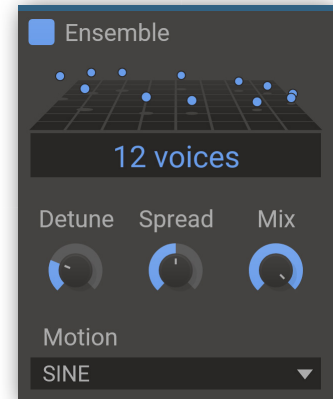 Ensemble
12 voices
Detune Spread Mix
Motion
SINE